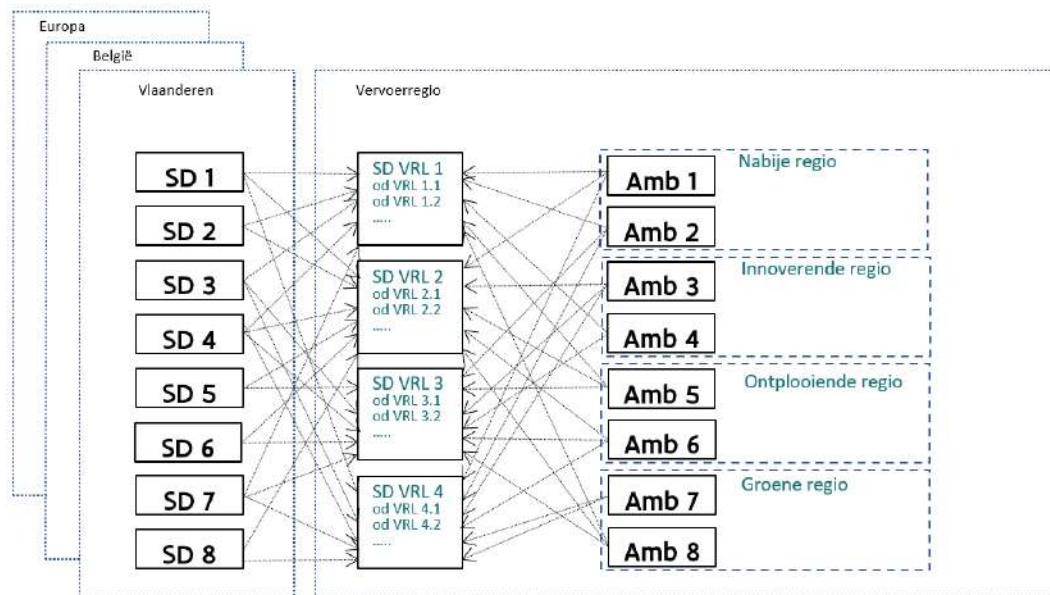 Europa
België
Vlaanderen
Vervoerregio
SD 1
SD 2
SD 3
SD 4
SD 5
SD 6
SD 7
SD 8
SD VRL 1
od VRL 1.1
od VRL 1.2
.....
SD VRL 2
od VRL 2.1
od VRL 2.2
.....
SD VRL 3
od VRL 3.1
od VRL 3.2
.....
SD VRL 4
od VRL 4.1
od VRL 4.2
.....
Nabije regio
Amb 1
Amb 2
Innoverende regio
Amb 3
Amb 4
Ontplooiende regio
Amb 5
Amb 6
Groene regio
Amb 7
Amb 8